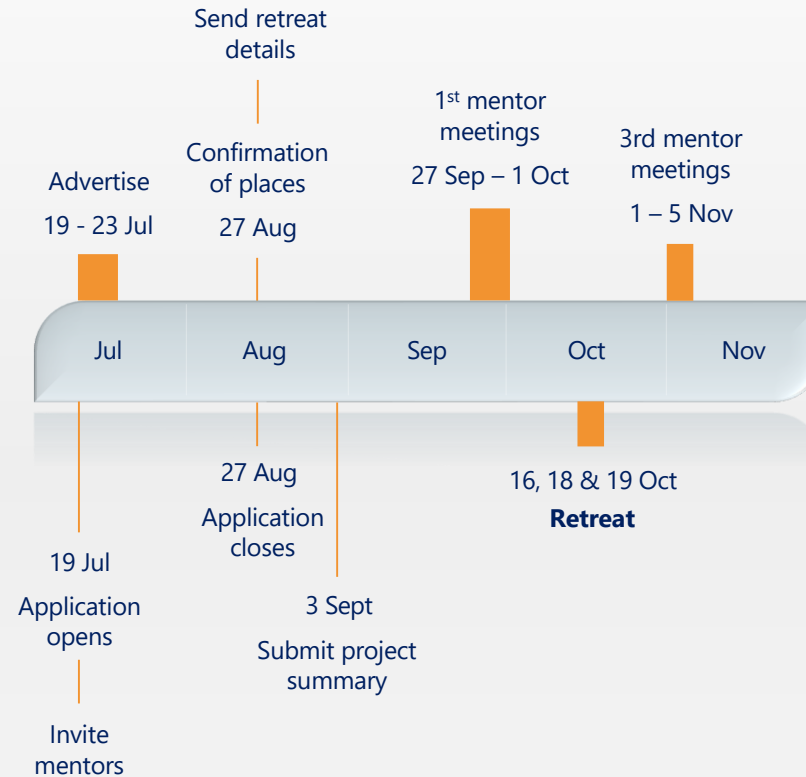 Send retreat
details
Confirmation
of places
27 Aug
Advertise
19 - 23 Jul
1st mentor
meetings
27 Sep – 1 Oct
3rd mentor
meetings
1 – 5 Nov
Jul
Aug
Sep
Oct
Nov
19 Jul
Application
opens
Invite
mentors
27 Aug
Application
closes
3 Sept
Submit project
summary
16, 18 & 19 Oct
Retreat